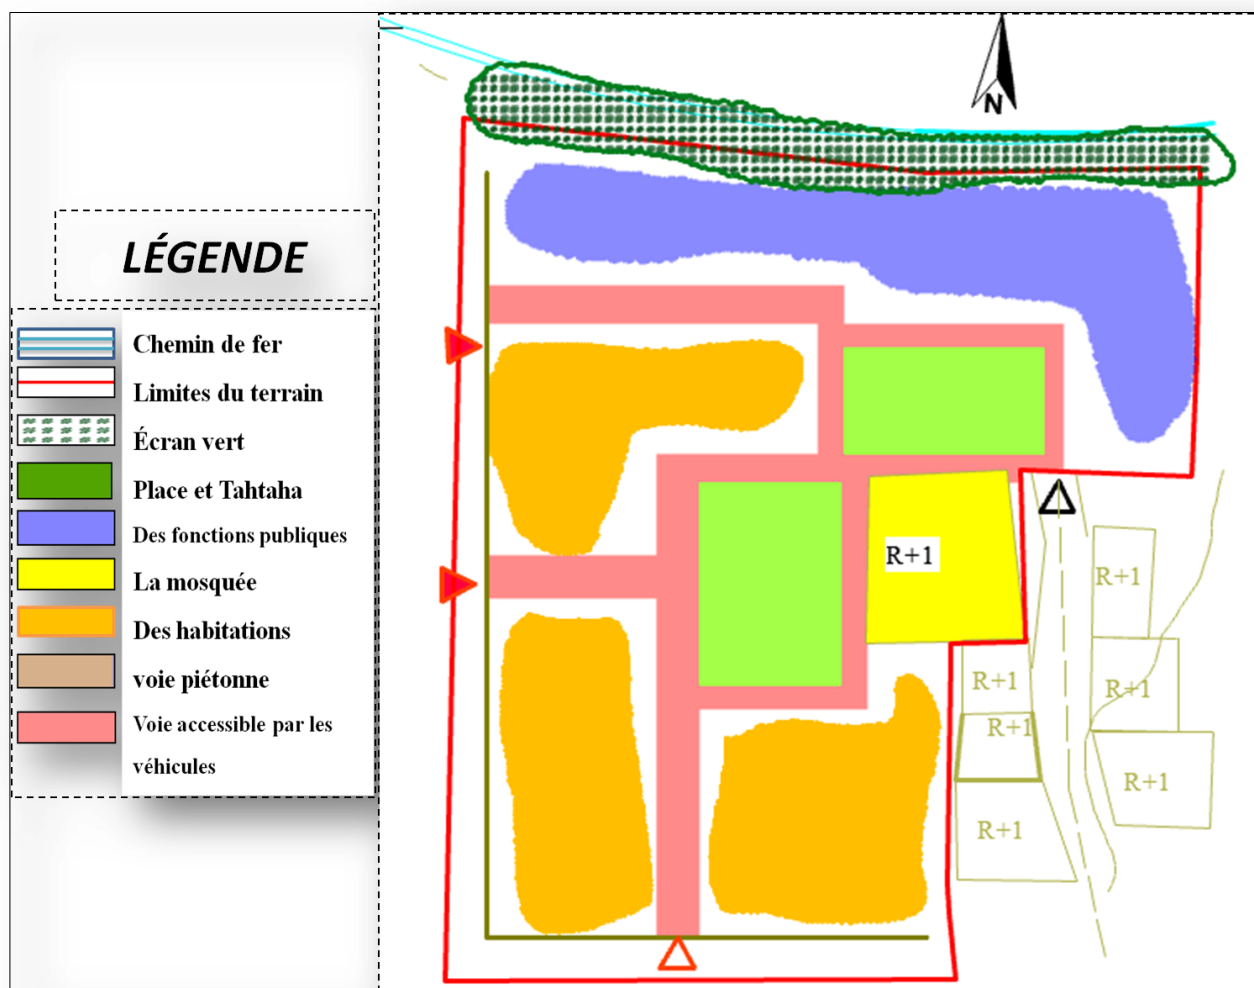 LÉGENDE
Chemin de fer
Limites du terrain
Écran vert
Place et Tahtaha
Des fonctions publiques
La mosquée
Des habitations
voie piétonne
Voie accessible par les
véhicules
N
R+1
R+1
R+1
R+1
R+1
R+1
R+1